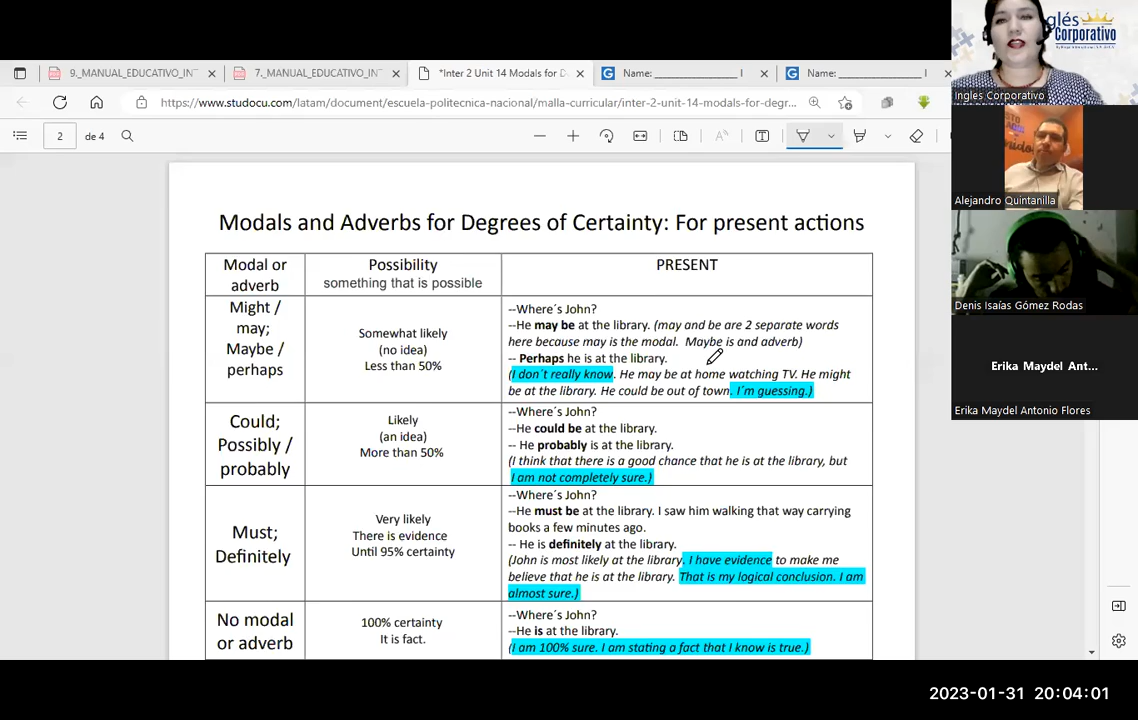 glés
Corporativo
9._MANUAL_EDUCATIVO_INT
7._MANUAL_EDUCATIVO_INT
*Inter 2 Unit 14 Modals for De
Name: ______________ I
Name: ______________ I
https://www.studocu.com/latam/document/escuela-politecnica-nacional/malla-curricular/inter-2-unit-14-modals-for-degr...
Inglés Corporativo
2 de 4
Alejandro Quintanilla
Denis Isaías Gómez Rodas
Erika Maydel Ant...
Erika Maydel Antonio Flores
Modals and Adverbs for Degrees of Certainty: For present actions
Modal or
adverb
Possibility
something that is possible
PRESENT
Might /
may;
Maybe /
perhaps
Somewhat likely
(no idea)
Less than 50%
--Where´s John?
--He may be at the library. (may and be are 2 separate words
here because may is the modal. Maybe is and adverb)
-- Perhaps he is at the library.
(I don´t really know. He may be at home watching TV. He might
be at the library. He could be out of town. I´m guessing.)
Could;
Possibly /
probably
Likely
(an idea)
More than 50%
--Where´s John?
--He could be at the library.
-- He probably is at the library.
(I think that there is a good chance that he is at the library, but
I am not completely sure.)
Must;
Definitely
Very likely
There is evidence
Until 95% certainty
--Where´s John?
--He must be at the library. I saw him walking that way carrying
books a few minutes ago.
-- He is definitely at the library.
(John is most likely at the library. I have evidence to make me
believe that he is at the library. That is my logical conclusion. I am
almost sure.)
No modal
or adverb
100% certainty
It is fact.
--Where´s John?
--He is at the library.
(I am 100% sure. I am stating a fact that I know is true.)
2023-01-31 20:04:01